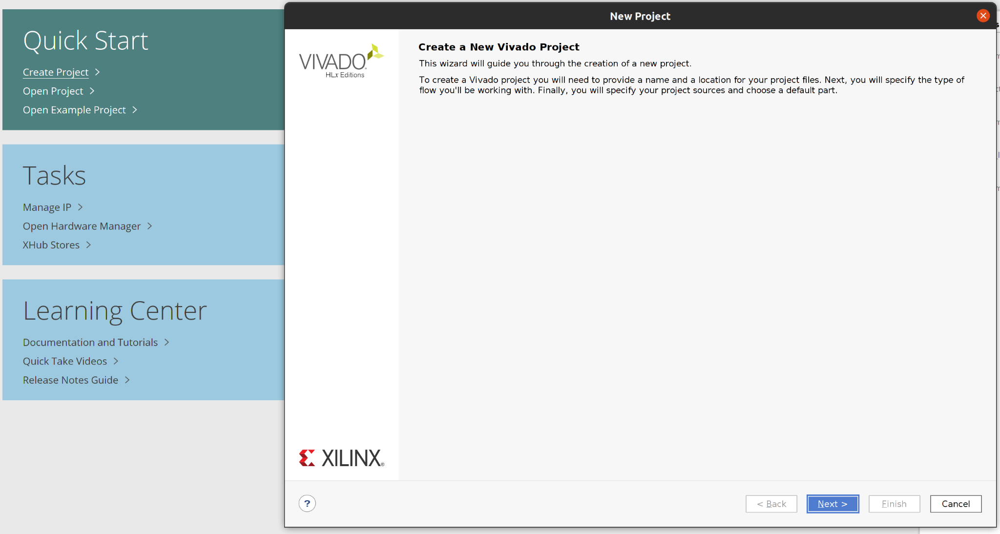 Quick Start
Create Project
Open Project
Open Example Project
Tasks
Manage IP
Open Hardware Manager
XHub Stores
Learning Center
Documentation and Tutorials
Quick Take Videos
Release Notes Guide
New Project
VIVADO
HLx Editions
Create a New Vivado Project
This wizard will guide you through the creation of a new project.
To create a Vivado project you will need to provide a name and a location for your project files. Next, you will specify the type of
flow you'll be working with. Finally, you will specify your project sources and choose a default part.
XILINX®
?
< Back
Next >
Finish
Cancel